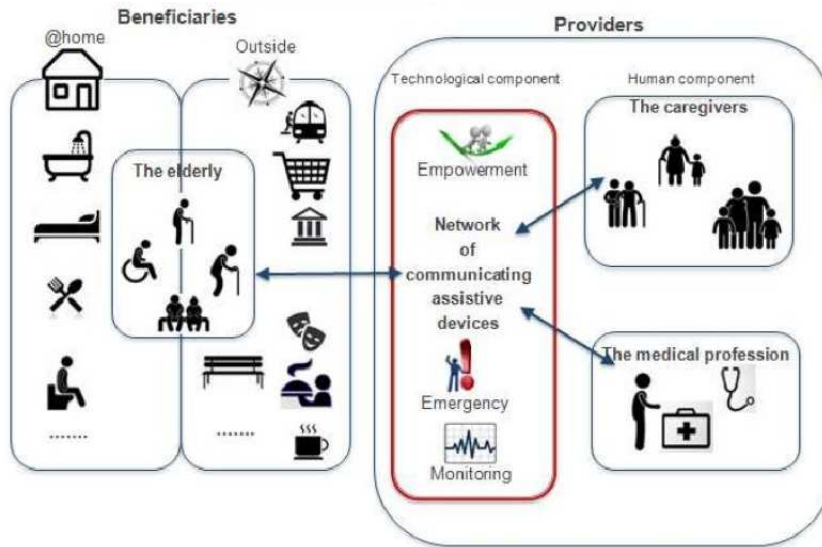 Beneficiaries
@home
Outside
The elderly
.......
.......
Providers
Technological component
Human component
Empowerment
Network
of
communicating
assistive
devices
Emergency
Monitoring
The caregivers
The medical profession